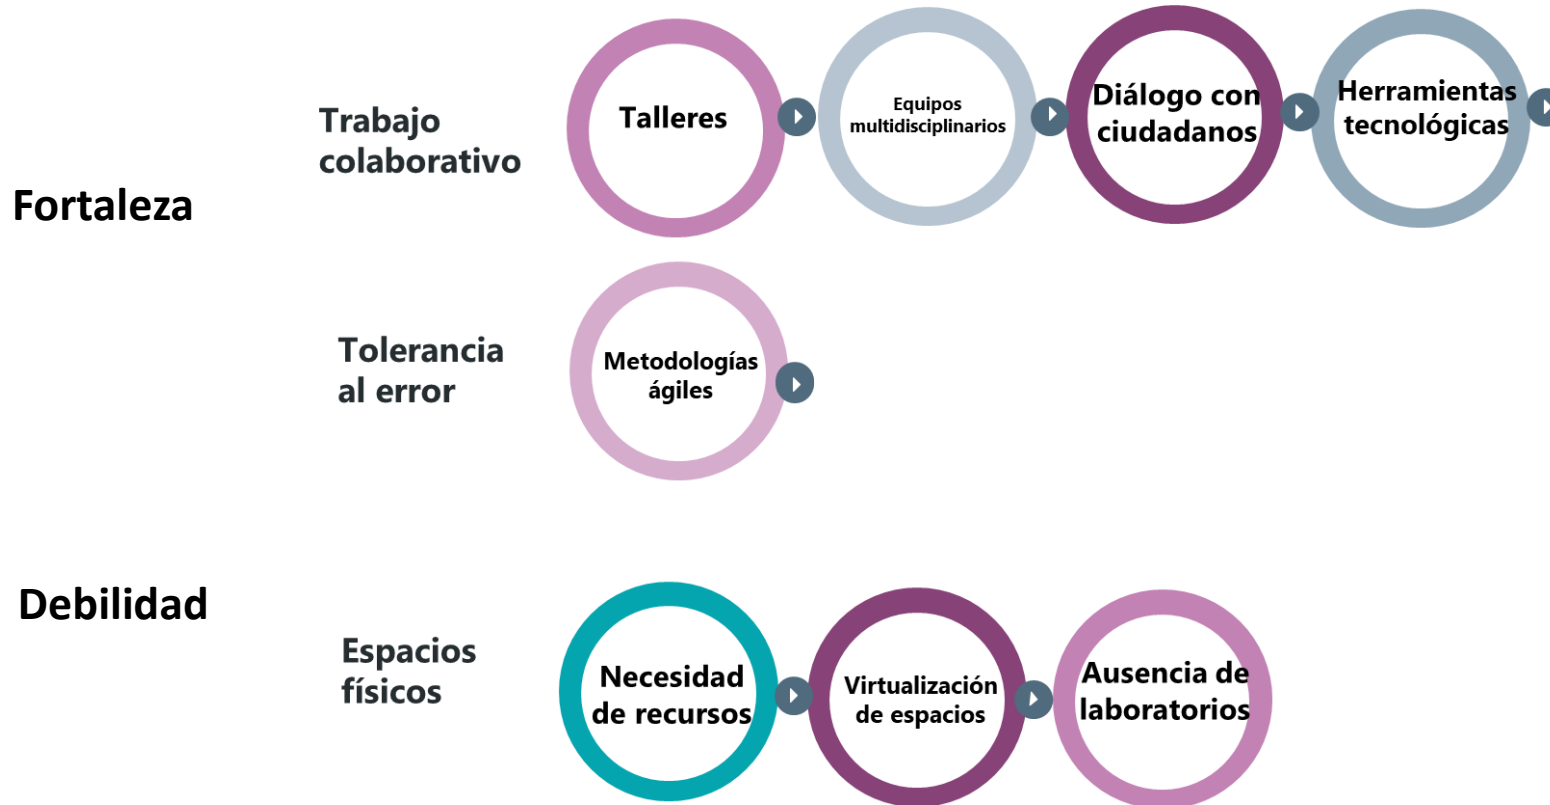 Fortaleza
Trabajo
colaborativo
Talleres
Equipos
multidisciplinarios
Diálogo con
ciudadanos
Herramientas
tecnológicas
Tolerancia
al error
Metodologías
ágiles
Debilidad
Espacios
físicos
Necesidad
de recursos
Virtualización
de espacios
Ausencia de
laboratorios